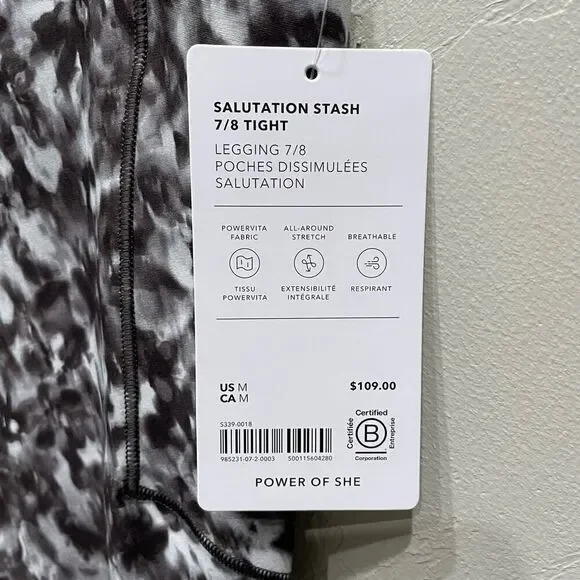 SALUTATION STASH
7/8 TIGHT
LEGGING 7/8
POCHES DISSIMULÉES
SALUTATION
POWERVITA
FABRIC
TISSU
POWERVITA
ALL-AROUND
STRETCH
EXTENSIBILITÉ
INTÉGRALE
BREATHABLE
RESPIRANT
US M
CA M
$109.00
S339-0018
985231-07-2-0003 500115604280
Certified
Certifiée
B
Entreprise
Corporation
POWER OF SHE